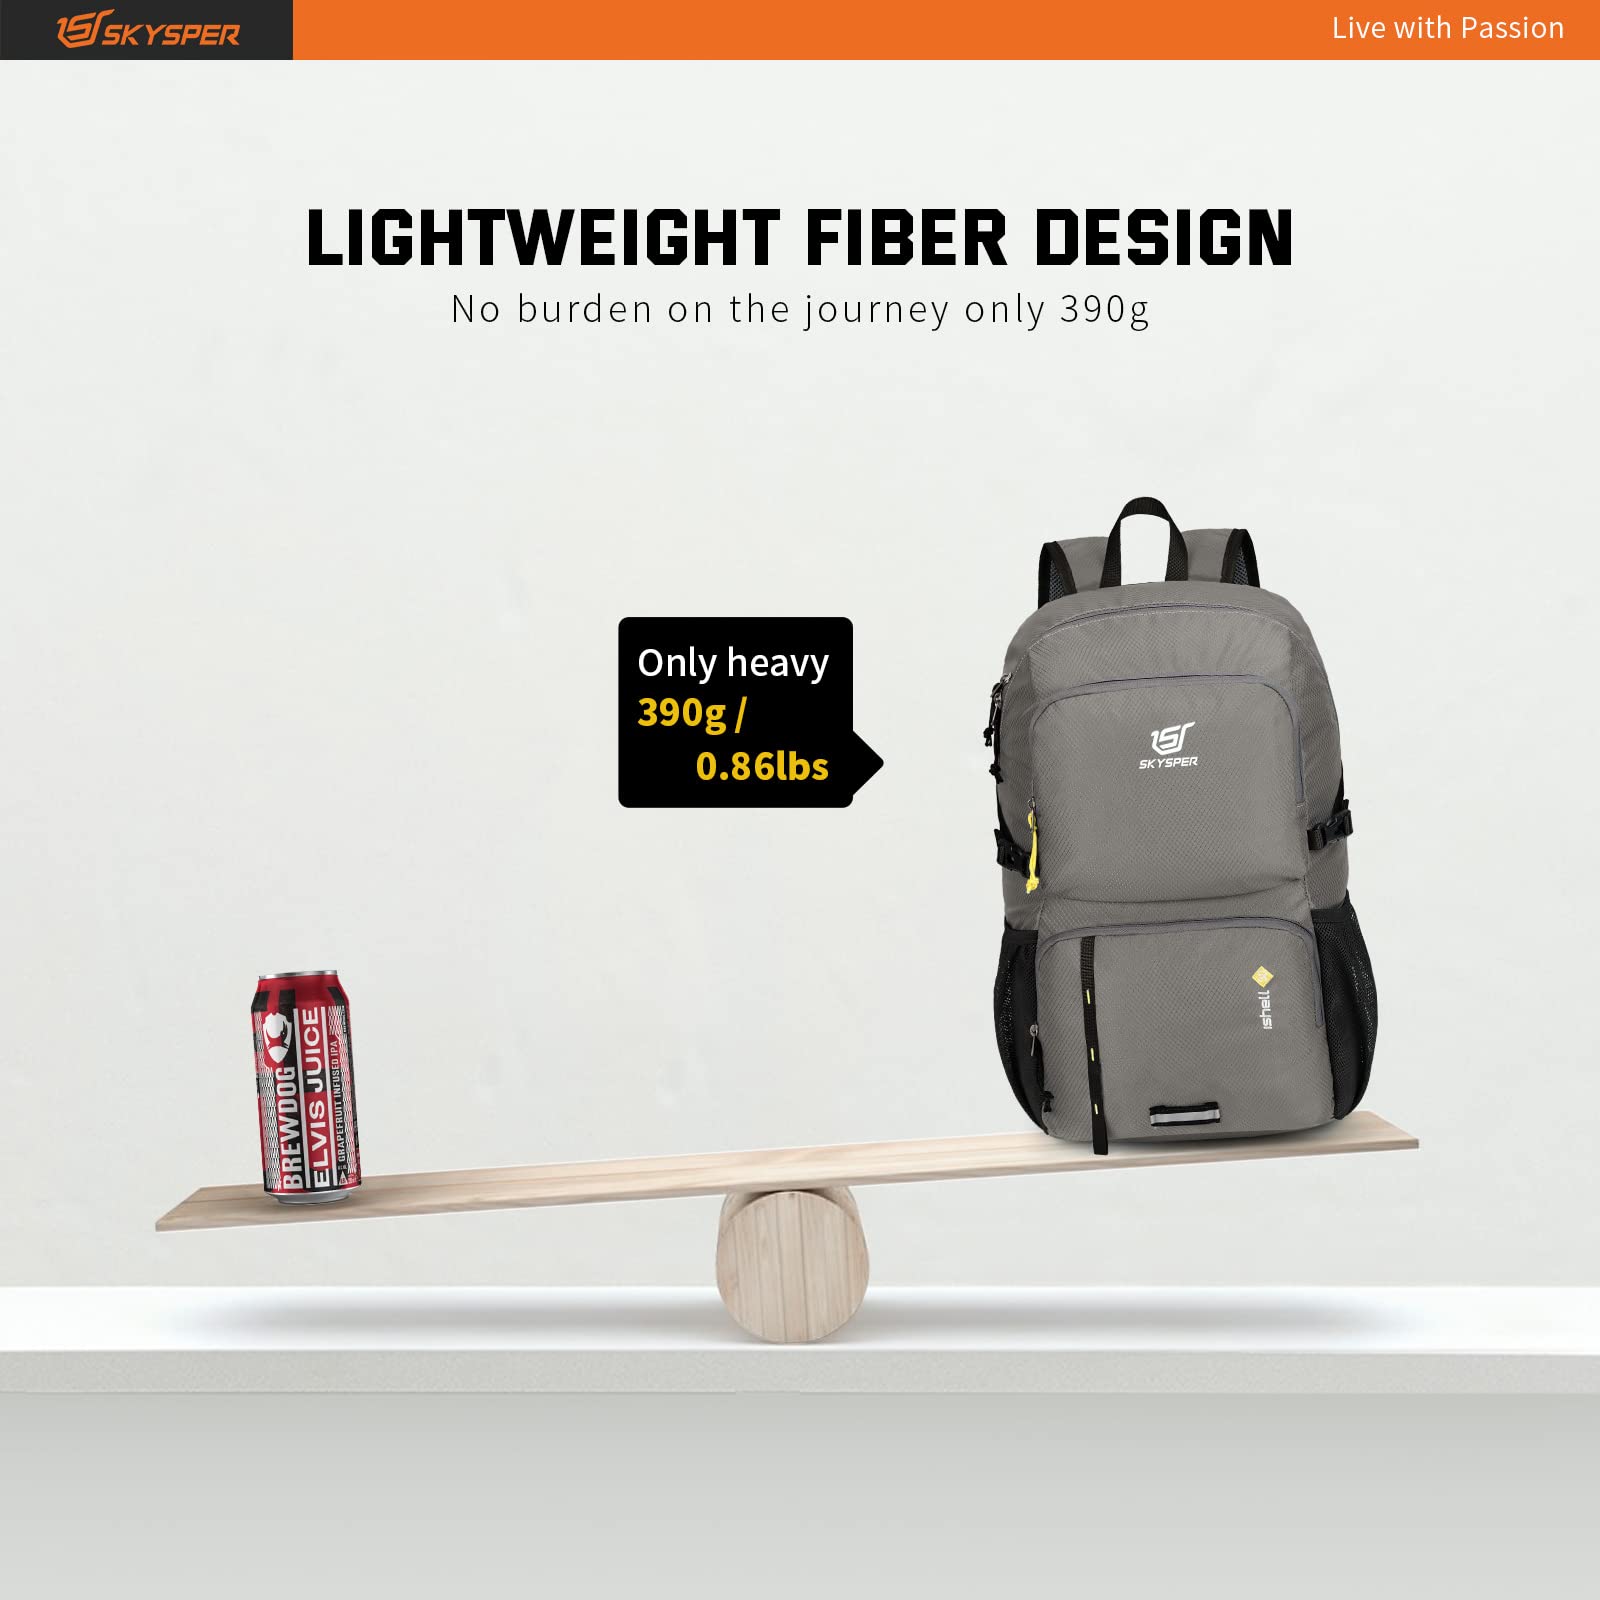 SKYSPER
Live with Passion
LIGHTWEIGHT FIBER DESIGN
No burden on the journey only 390g
Only heavy
390g /
0.86lbs
SKYSPER
ishell
BREWDOG
ELVIS JUICE
GRAPEFRUIT INFUSED IPA